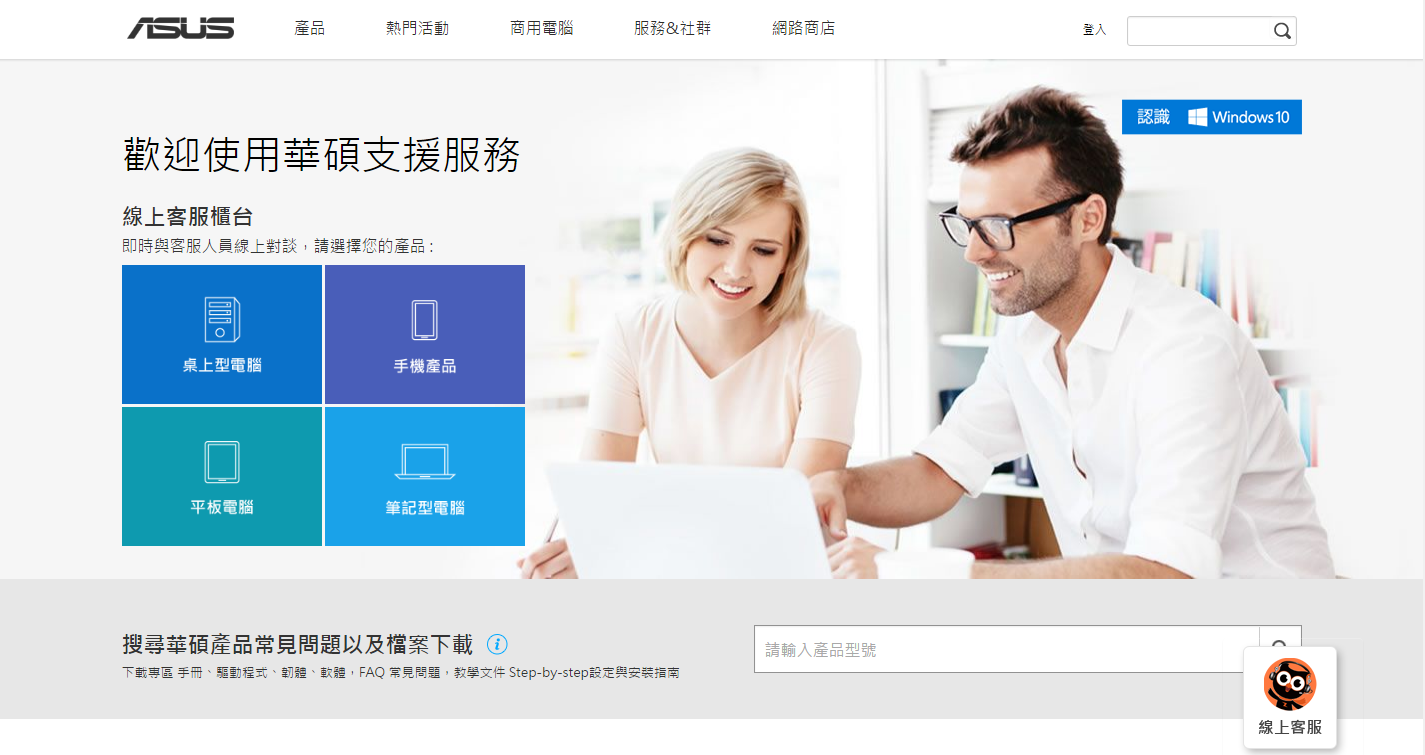 ASUS
產品
熱門活動
商用電腦
服務&社群
網路商店
登入
認識 Windows 10
歡迎使用華碩支援服務
線上客服櫃台
即時與客服人員線上對談，請選擇您的產品 :
桌上型電腦
手機產品
平板電腦
筆記型電腦
搜尋華碩產品常見問題以及檔案下載 i
下載專區 手冊、驅動程式、韌體、軟體，FAQ 常見問題，教學文件 Step-by-step設定與安裝指南
請輸入產品型號
線上客服